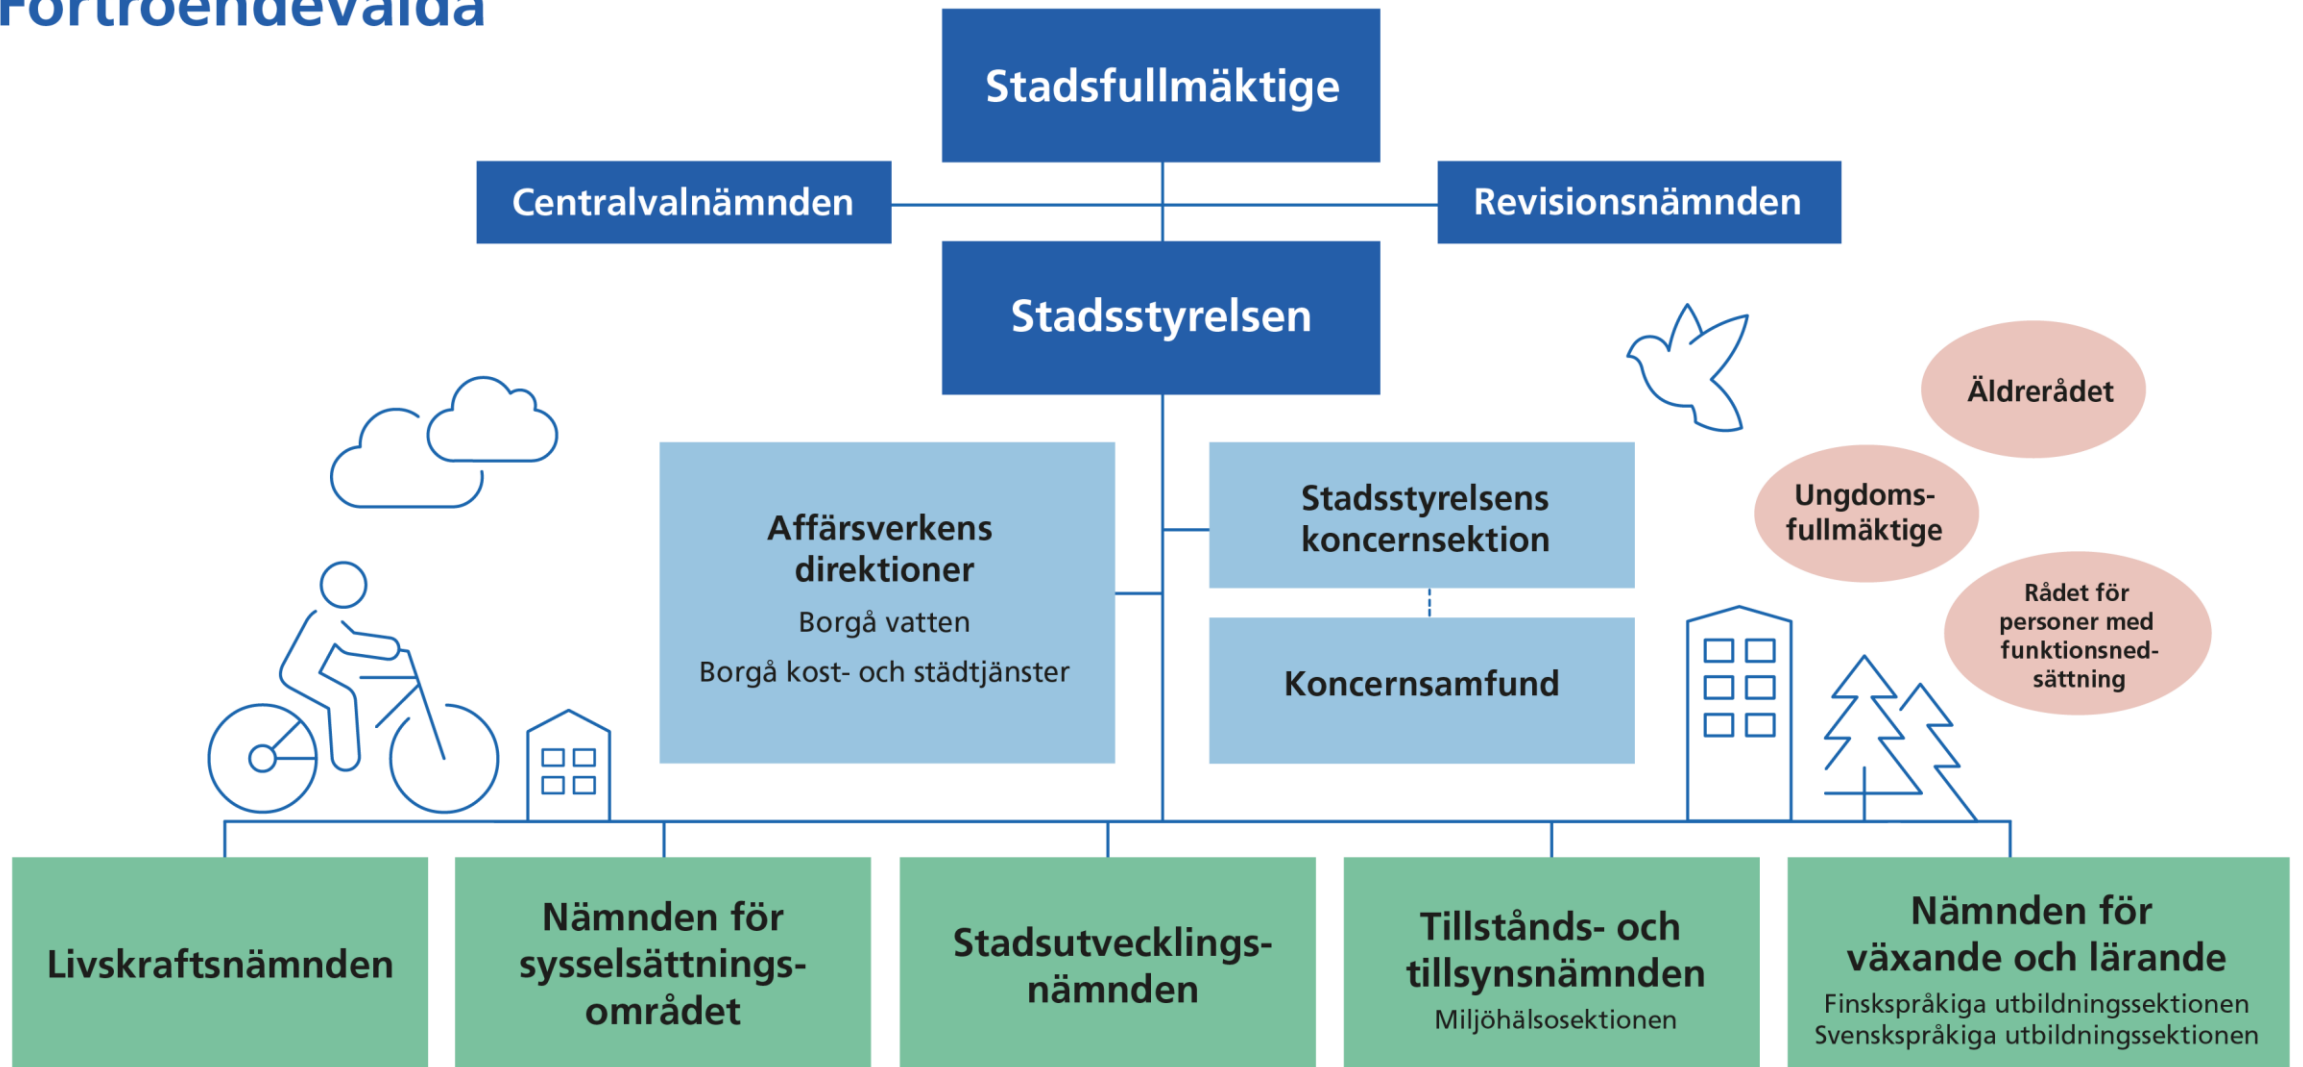 Förtroendevalda
Stadsfullmäktige
Centralvalnämnden
Revisionsnämnden
Stadsstyrelsen
Äldrerådet
Ungdoms-
fullmäktige
Rådet för
personer med
funktionsned-
sättning
Affärsverkens
direktioner
Borgå vatten
Borgå kost- och städtjänster
Stadsstyrelsens
koncernsektion
Koncernsamfund
Livskraftsnämnden
Nämnden för
sysselsättnings-
området
Stadsutvecklings-
nämnden
Tillstånds- och
tillsynsnämnden
Miljöhälsosektionen
Nämnden för
växande och lärande
Finskspråkiga utbildningssektionen
Svenskspråkiga utbildningssektionen